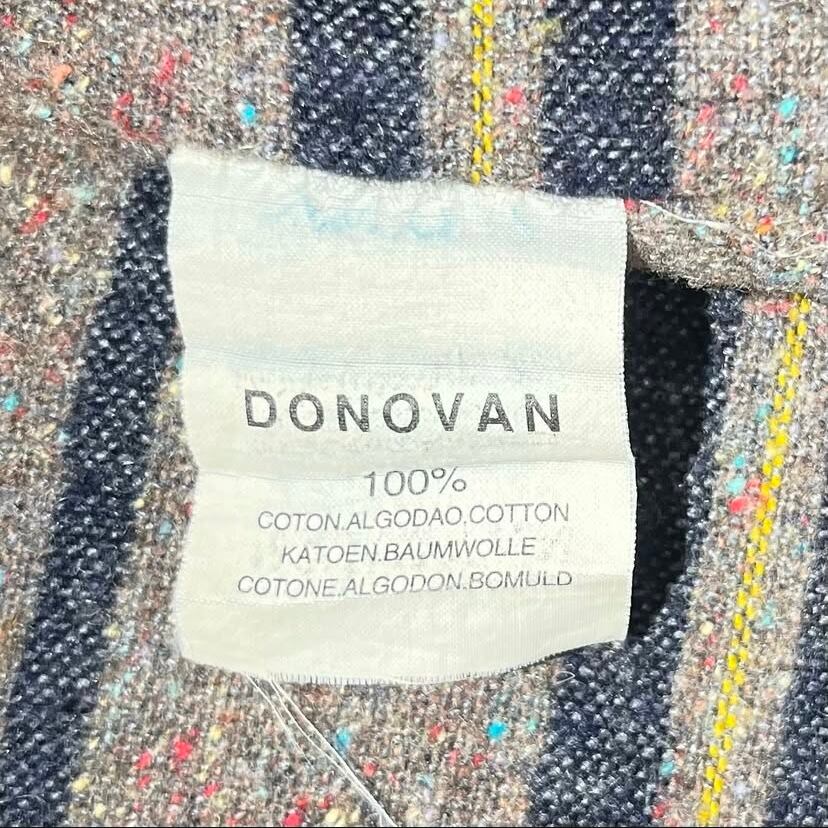 DONOVAN
100%
COTON.ALGODAO.COTTON
KATOEN.BAUMWOLLE
COTONE.ALGODON.BOMULD